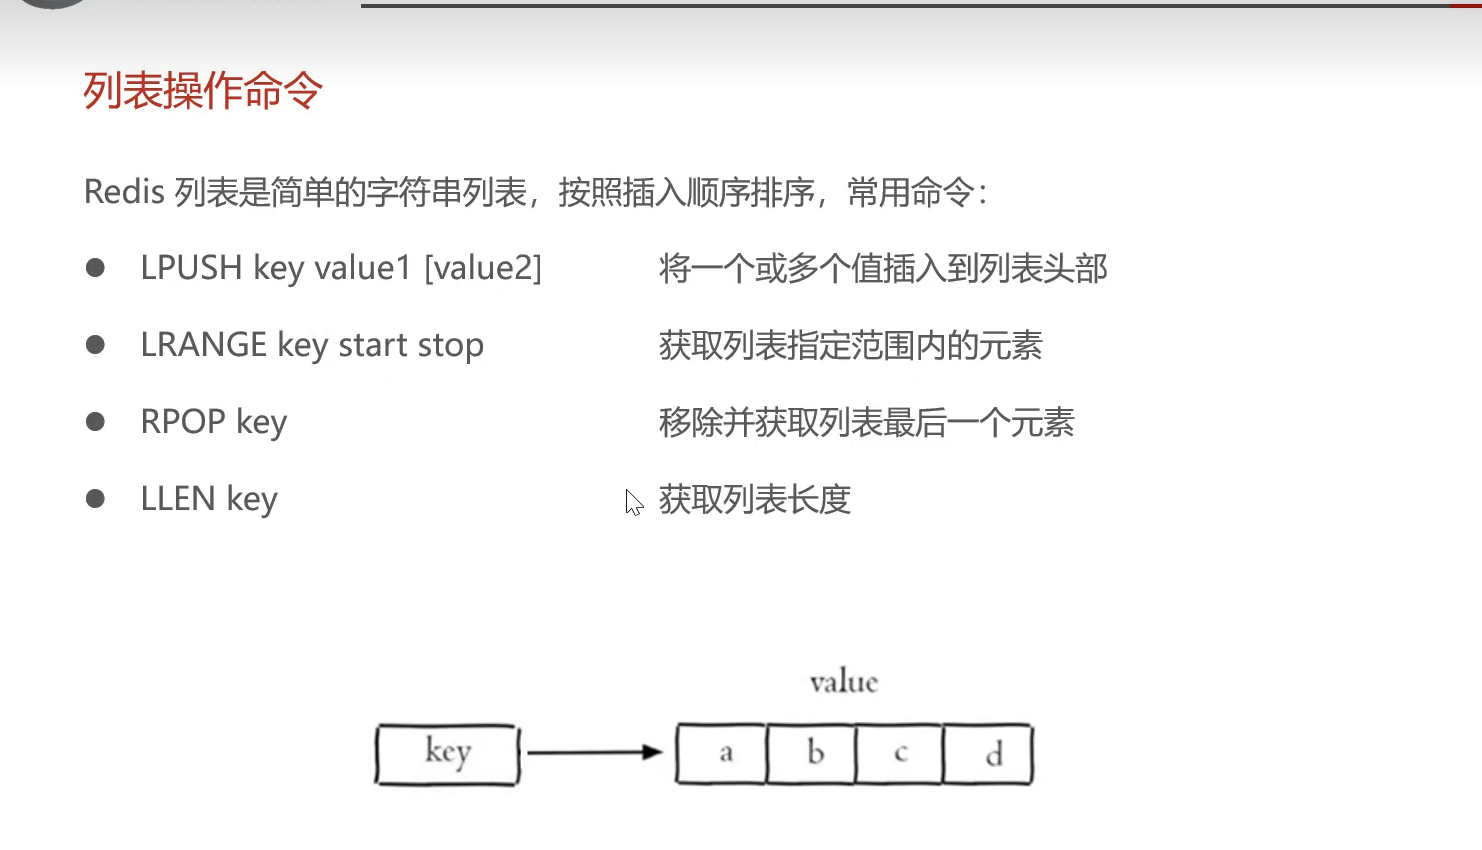 列表操作命令
Redis 列表是简单的字符串列表，按照插入顺序排序，常用命令：
● LPUSH key value1 [value2] 将一个或多个值插入到列表头部
● LRANGE key start stop 获取列表指定范围内的元素
● RPOP key 移除并获取列表最后一个元素
● LLEN key 获取列表长度
value
key a b c d